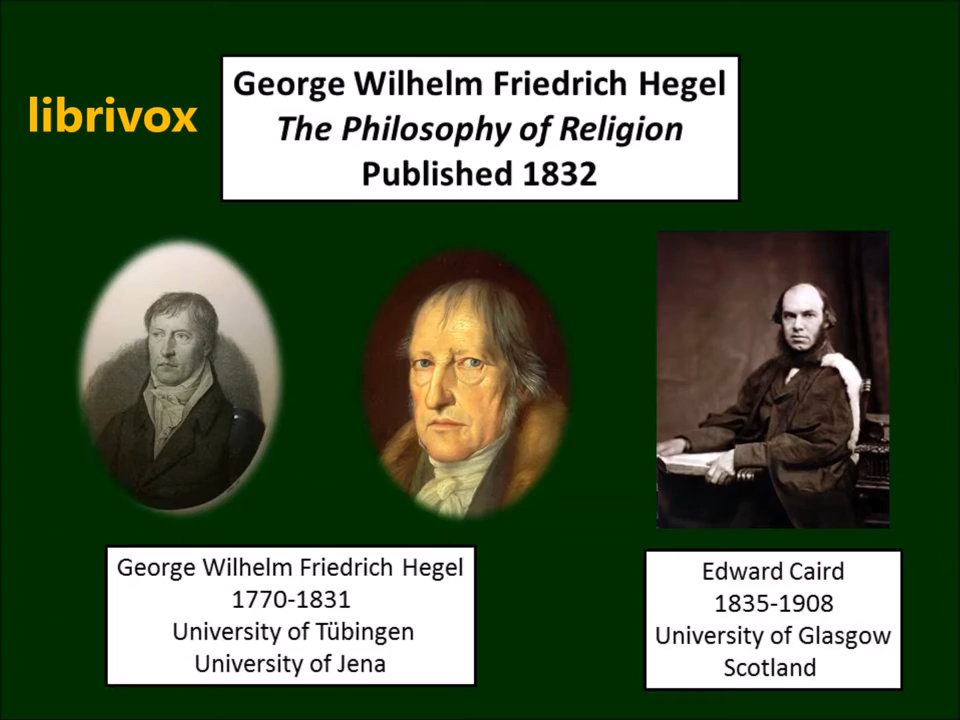 librivox
George Wilhelm Friedrich Hegel
The Philosophy of Religion
Published 1832
George Wilhelm Friedrich Hegel
1770-1831
University of Tübingen
University of Jena
Edward Caird
1835-1908
University of Glasgow
Scotland